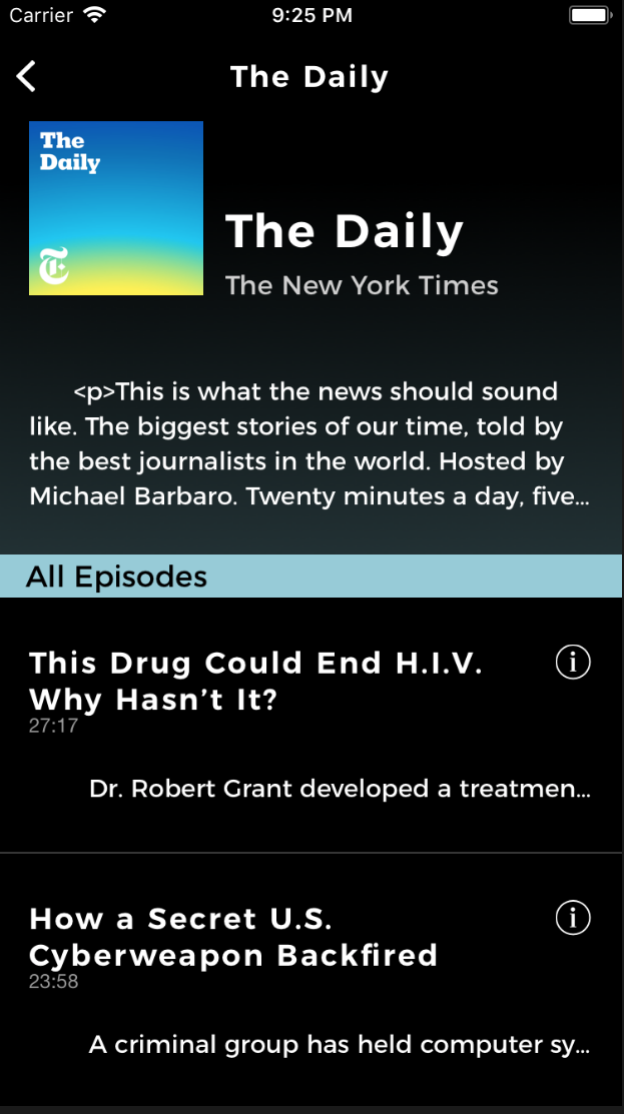 Carrier 9:25 PM
The Daily
The
Daily
T
The Daily
The New York Times
<p>This is what the news should sound
like. The biggest stories of our time, told by
the best journalists in the world. Hosted by
Michael Barbaro. Twenty minutes a day, five...
All Episodes
This Drug Could End H.I.V.
Why Hasn’t It?
27:17
Dr. Robert Grant developed a treatmen...
How a Secret U.S.
Cyberweapon Backfired
23:58
A criminal group has held computer sy...